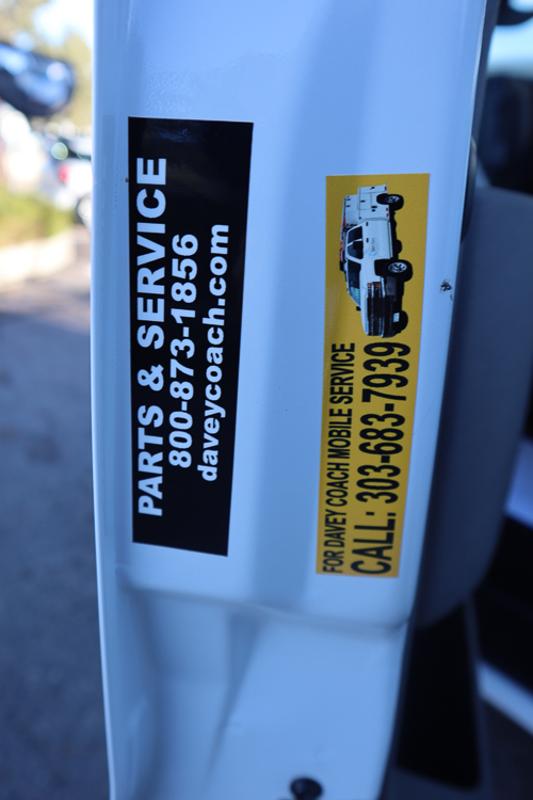 PARTS & SERVICE
800-873-1856
daveycoach.com
FOR DAVEY COACH MOBILE SERVICE
CALL: 303-683-7939